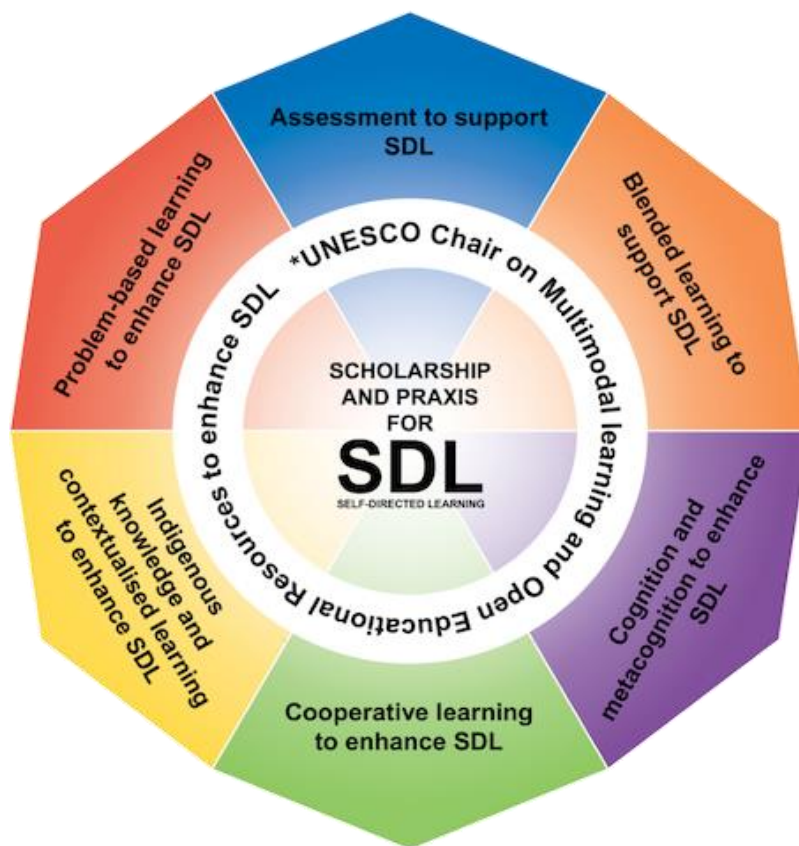 Assessment to support
SDL
Blended learning to
support SDL
Cognition and
metacognition to enhance
SDL
Cooperative learning
to enhance SDL
Indigenous
knowledge and
contextualised learning
to enhance SDL
Problem-based learning
to enhance SDL
*UNESCO Chair on Multimodal learning and Open Educational Resources to enhance SDL
SCHOLARSHIP
AND PRAXIS
FOR
SDL
SELF-DIRECTED LEARNING